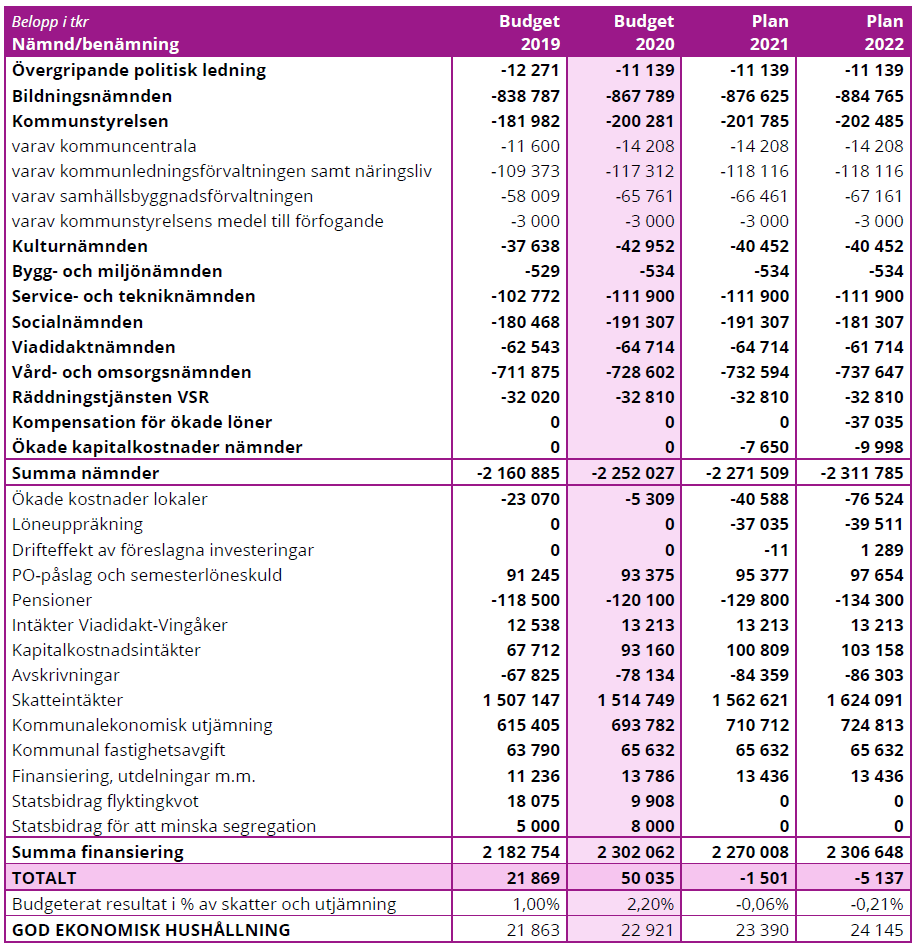 Belopp i tkr Budget Budget Plan Plan
Nämnd/benämning 2019 2020 2021 2022
Övergripande politisk ledning -12 271 -11 139 -11 139 -11 139
Bildningsnämnden -838 787 -867 789 -876 625 -884 765
Kommunstyrelsen -181 982 -200 281 -201 785 -202 485
varav kommuncentrala -11 600 -14 208 -14 208 -14 208
varav kommunledningsförvaltningen samt näringsliv -109 373 -117 312 -118 116 -118 116
varav samhällsbyggnadsförvaltningen -58 009 -65 761 -66 461 -67 161
varav kommunstyrelsens medel till förfogande -3 000 -3 000 -3 000 -3 000
Kulturnämnden -37 638 -42 952 -40 452 -40 452
Bygg- och miljönämnden -529 -534 -534 -534
Service- och tekniknämnden -102 772 -111 900 -111 900 -111 900
Socialnämnden -180 468 -191 307 -191 307 -181 307
Viadidaktnämnden -62 543 -64 714 -64 714 -61 714
Vård- och omsorgsnämnden -711 875 -728 602 -732 594 -737 647
Räddningstjänsten VSR -32 020 -32 810 -32 810 -32 810
Kompensation för ökade löner 0 0 0 -37 035
Ökade kapitalkostnader nämnder 0 0 -7 650 -9 998
Summa nämnder -2 160 885 -2 252 027 -2 271 509 -2 311 785
Ökade kostnader lokaler -23 070 -5 309 -40 588 -76 524
Löneuppräkning 0 0 -37 035 -39 511
Drifteffekt av föreslagna investeringar 0 0 -11 1 289
PO-påslag och semesterlöneskuld 91 245 93 375 95 377 97 654
Pensioner -118 500 -120 100 -129 800 -134 300
Intäkter Viadidakt-Vingåker 12 538 13 213 13 213 13 213
Kapitalkostnadsintäkter 67 712 93 160 100 809 103 158
Avskrivningar -67 825 -78 134 -84 359 -86 303
Skatteintäkter 1 507 147 1 514 749 1 562 621 1 624 091
Kommunalekonomisk utjämning 615 405 693 782 710 712 724 813
Kommunal fastighetsavgift 63 790 65 632 65 632 65 632
Finansiering, utdelningar m.m. 11 236 13 786 13 436 13 436
Statsbidrag flyktingkvot 18 075 9 908 0 0
Statsbidrag för att minska segregation 5 000 8 000 0 0
Summa finansiering 2 182 754 2 302 062 2 270 008 2 306 648
TOTALT 21 869 50 035 -1 501 -5 137
Budgeterat resultat i % av skatter och utjämning 1,00% 2,20% -0,06% -0,21%
GOD EKONOMISK HUSHÅLLNING 21 863 22 921 23 390 24 145